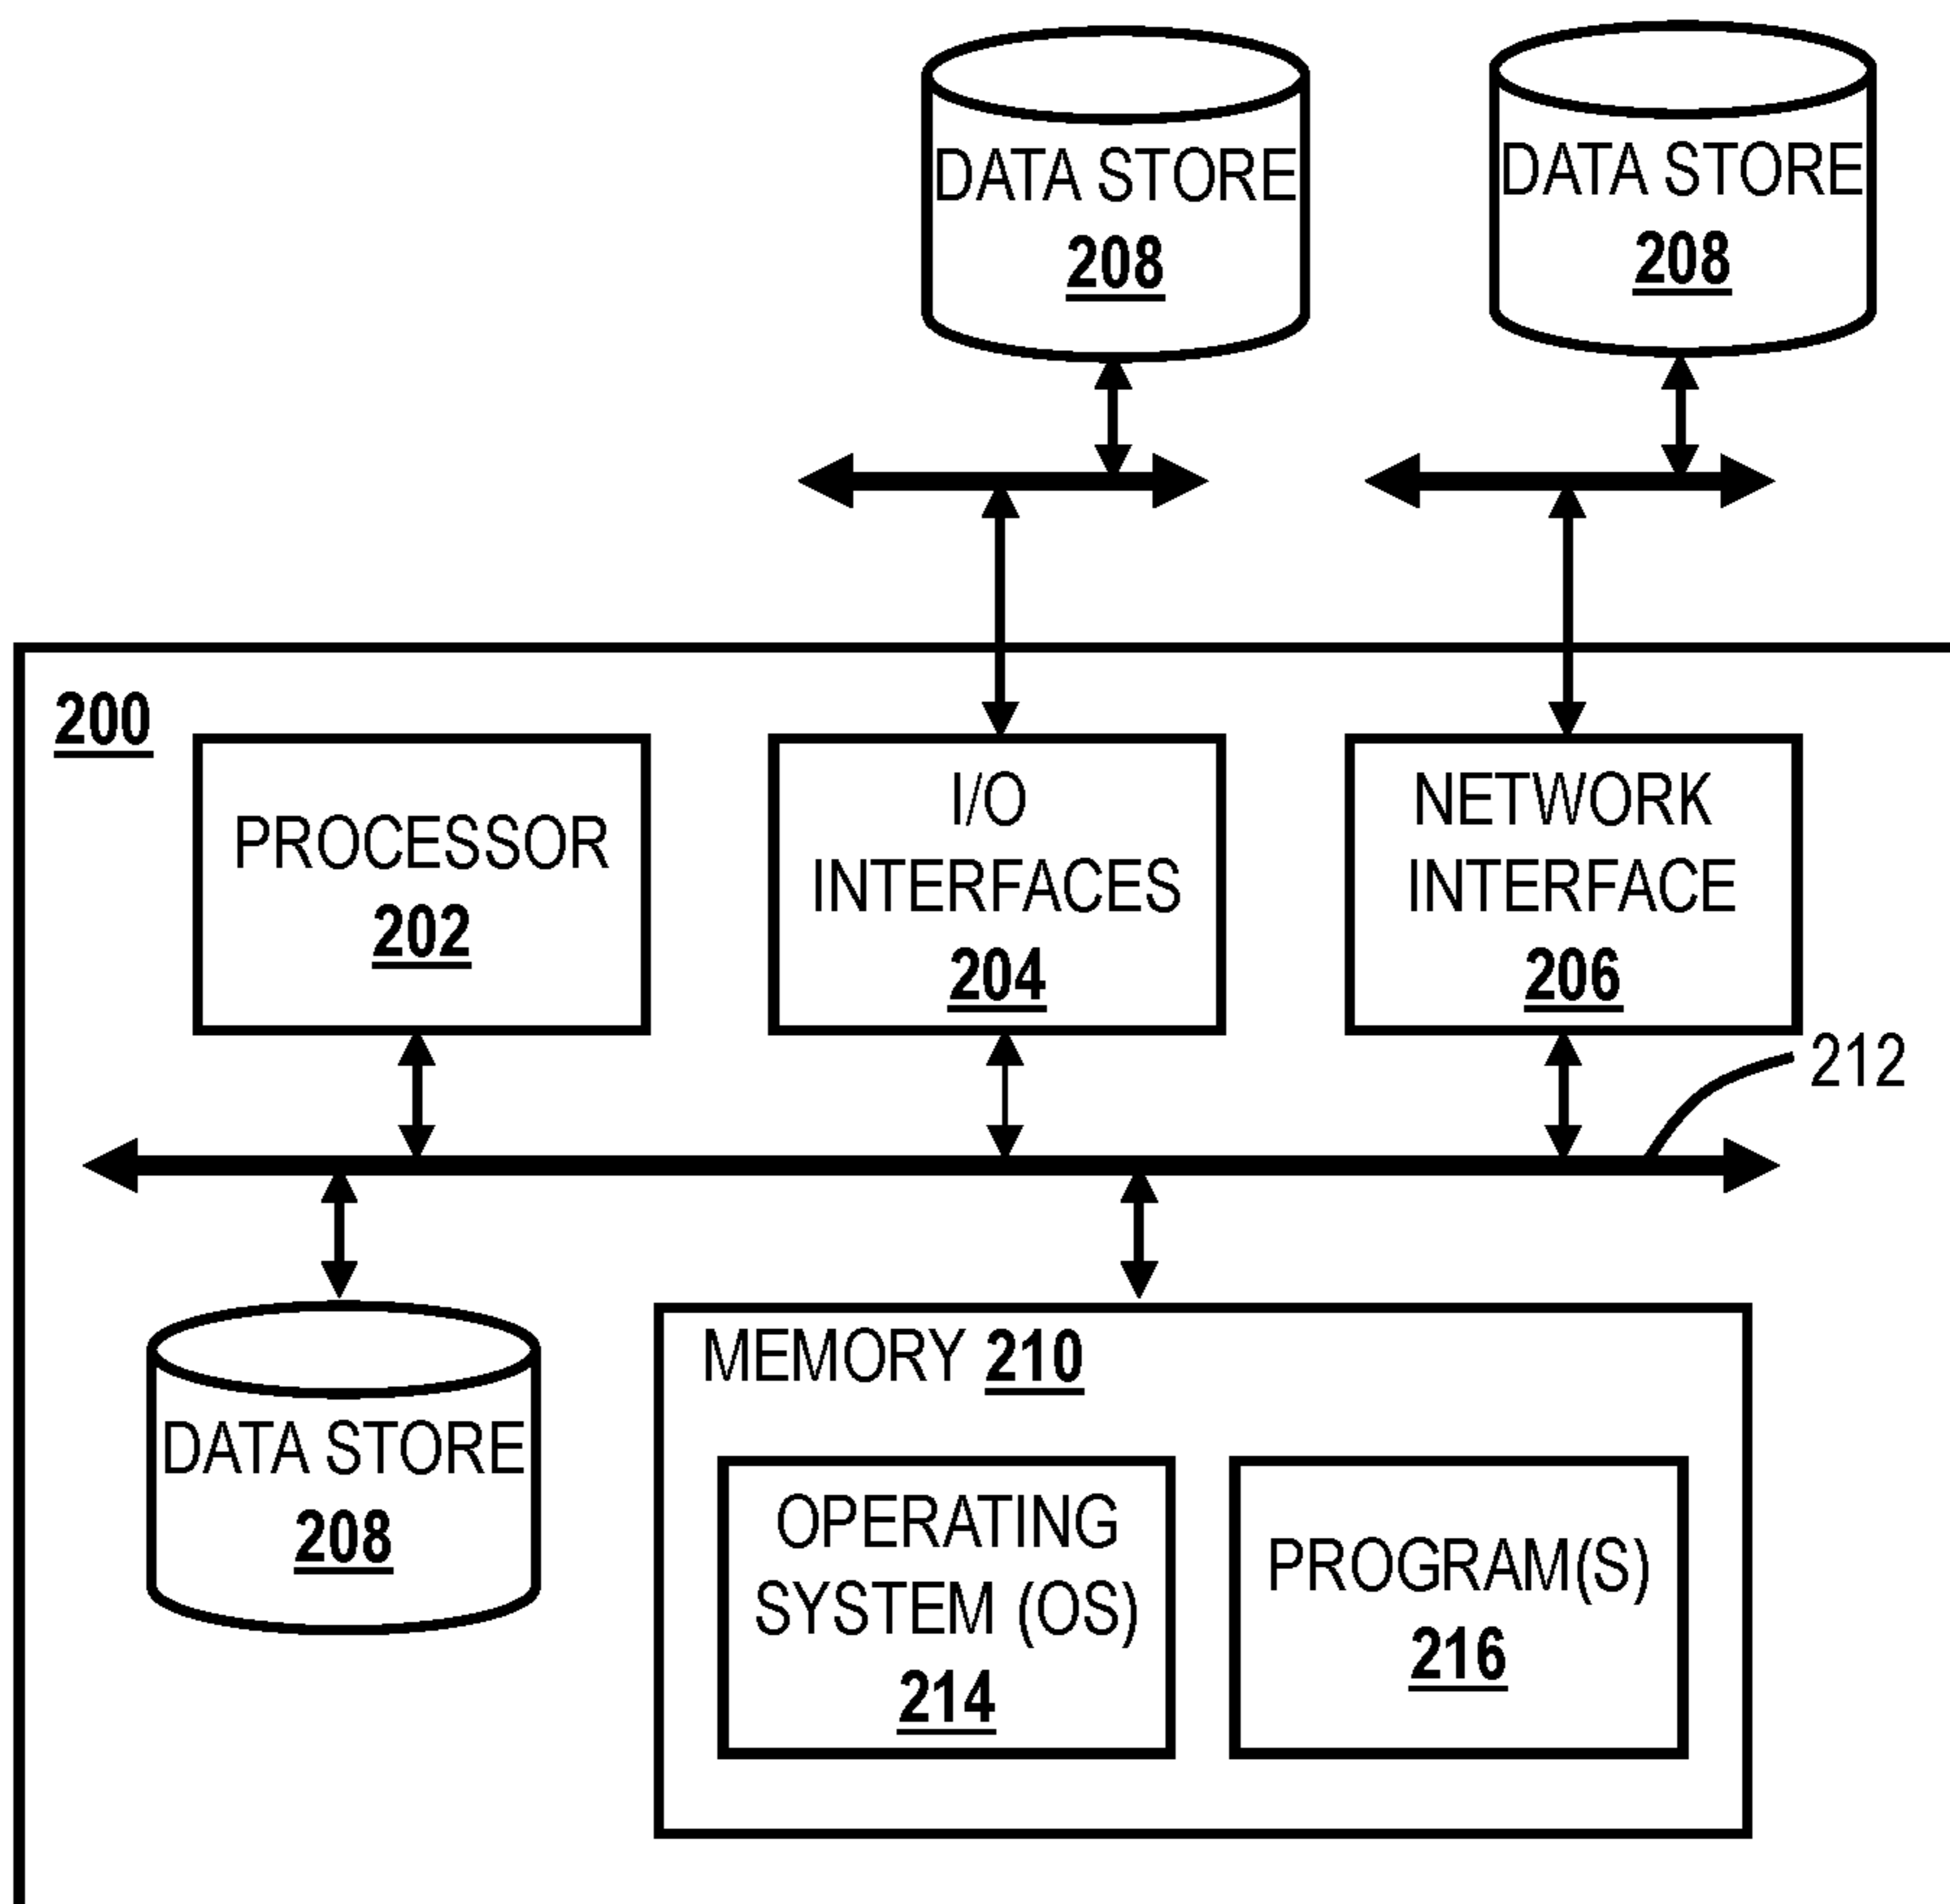 DATA STORE
208
DATA STORE
208
200
PROCESSOR
202
I/O
INTERFACES
204
NETWORK
INTERFACE
206
212
DATA STORE
208
MEMORY 210
OPERATING
SYSTEM (OS)
214
PROGRAM(S)
216